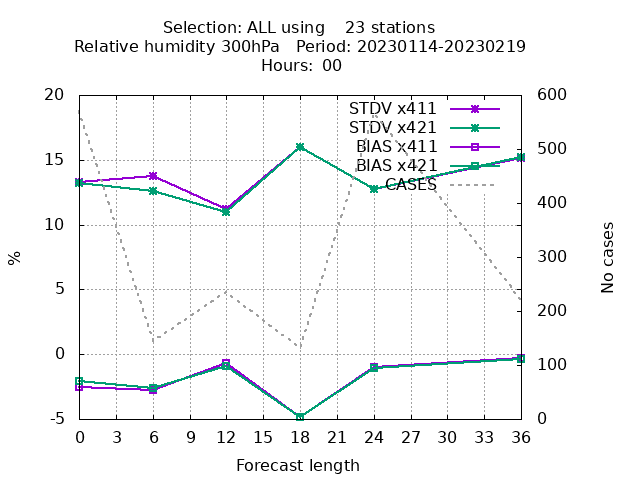 Selection: ALL using 23 stations
Relative humidity 300hPa Period: 20230114-20230219
Hours: 00
20 600
STDV x411
STDV x421
15 500
BIAS x411
BIAS x421
CASES
10 400
% No cases
5 300
200
0 100
-5 0
0 3 6 9 12 15 18 21 24 27 30 33 36
Forecast length